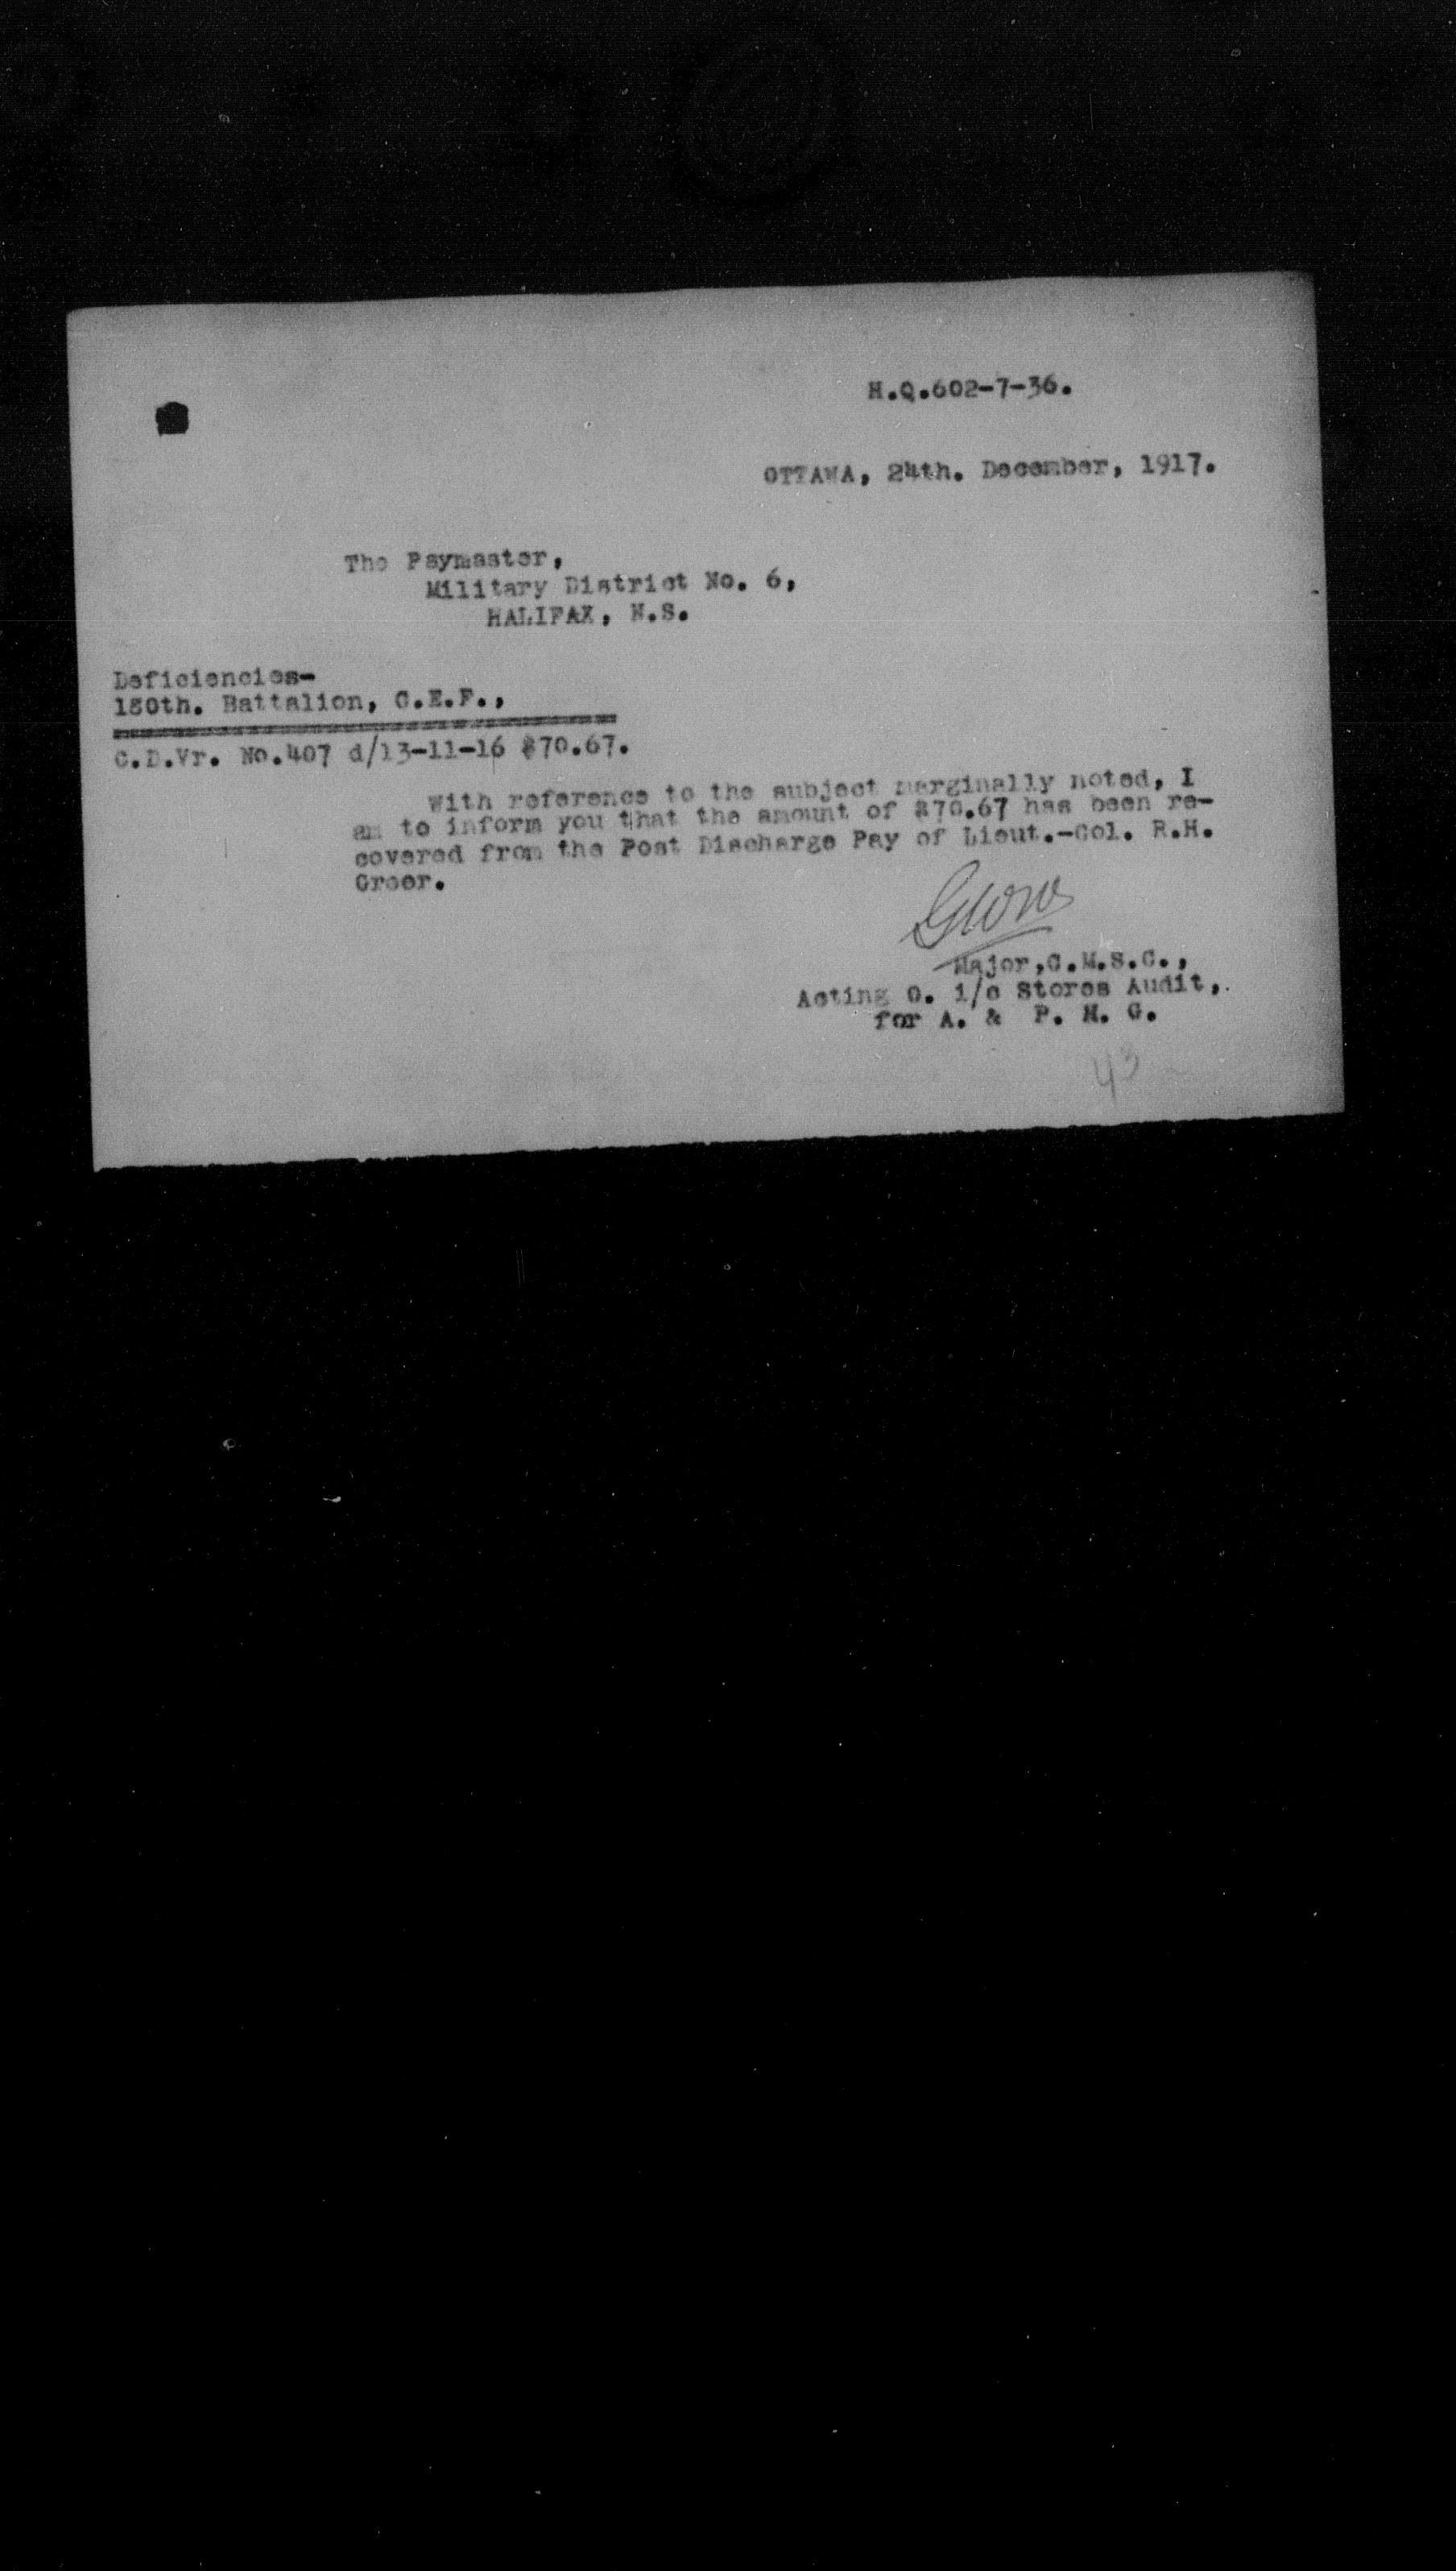 H.Q.602-7-36.
OTTAWA, 24th. December, 1917.
The Paymaster,
Military District No. 6,
HALIFAX, N.S.
Deficiencies-
180th. Battalion, C.E.F.,
C.D.Vr. No.407 d/13-11-16 $70.67.
With reference to the subject marginally noted, I
am to inform you that the amount of $70.67 has been re-
covered from the Post Discharge Pay of Lieut.-Col. R.H.
Greer.
Major,C.M.S.C.,
Acting O. i/c Stores Audit,
for A. & P. M. G.
43